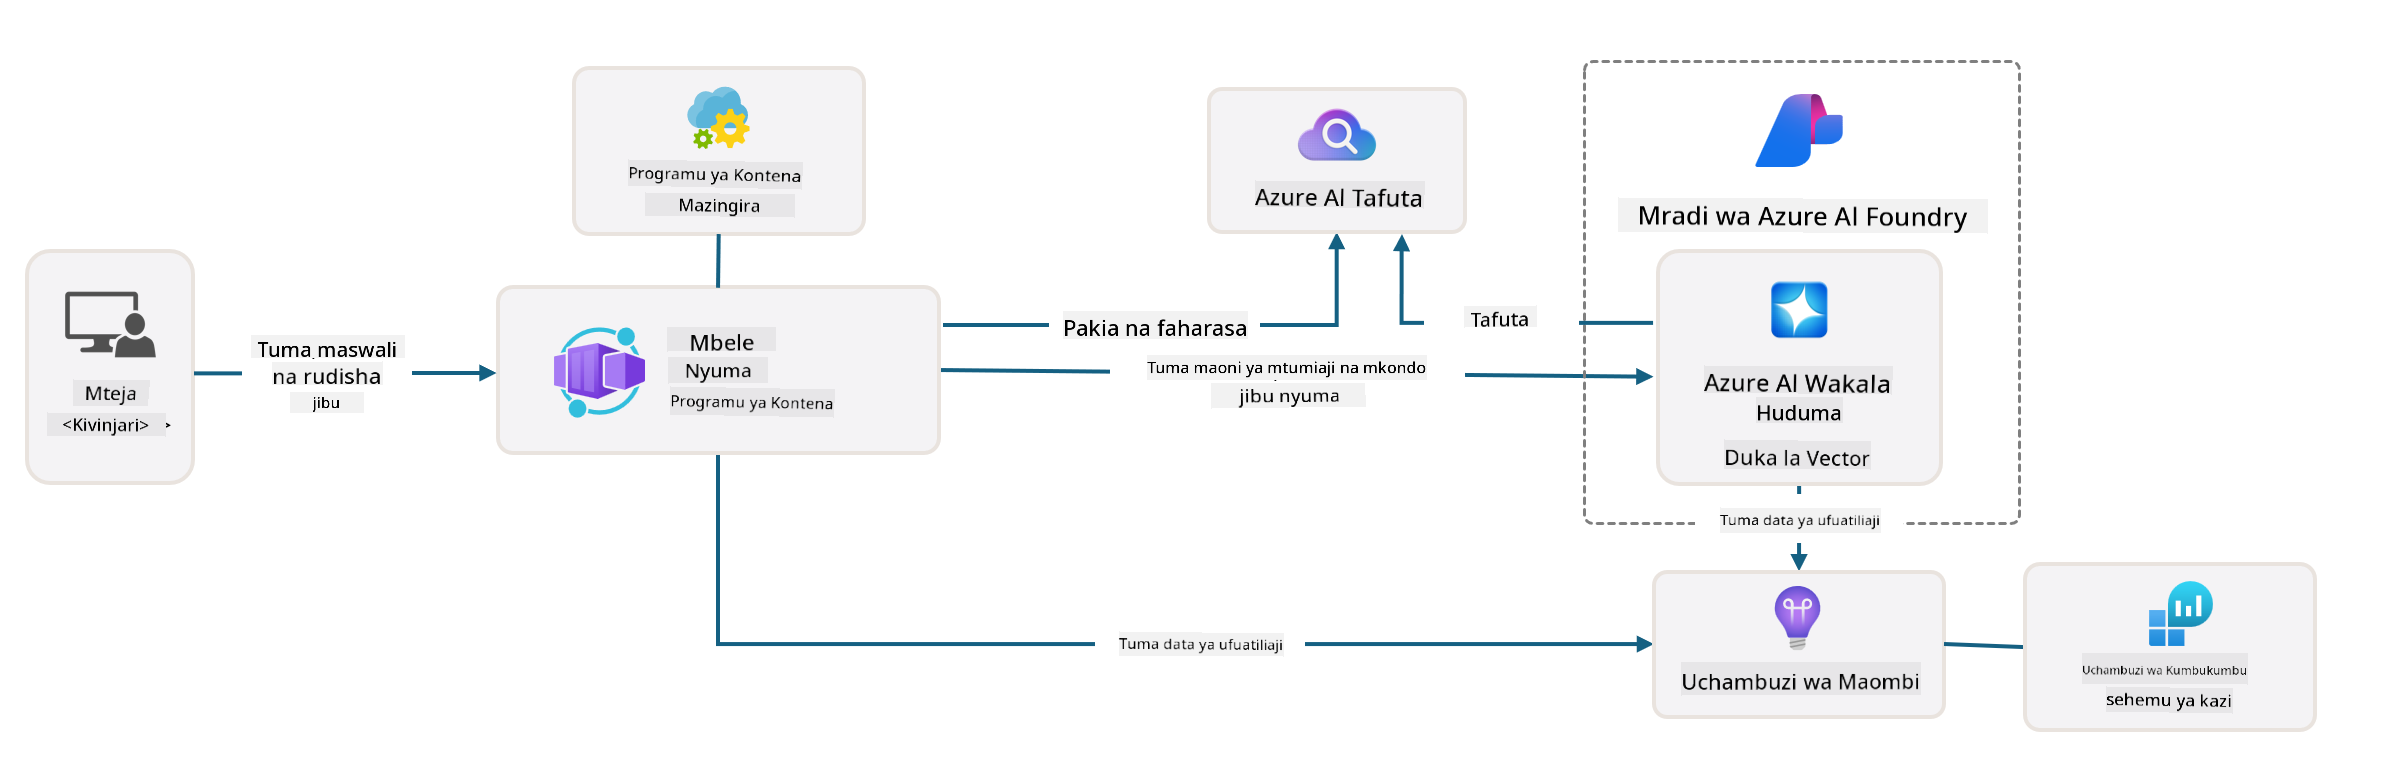 Programu ya Kontena
Mazingira
Azure AI Tafuta
Mradi wa Azure AI Foundry
Mteja
<Kivinjari> >
Tuma maswali
na rudisha
jibu
Mbele
Nyuma
Programu ya Kontena
Pakia na faharasa
Tafuta
Tuma maoni ya mtumiaji na mkondo
jibu nyuma
Azure AI Wakala
Huduma
Duka la Vector
Tuma data ya ufuatiliaji
Tuma data ya ufuatiliaji
Uchambuzi wa Maombi
Uchambuzi wa Kumbukumbu
sehemu ya kazi